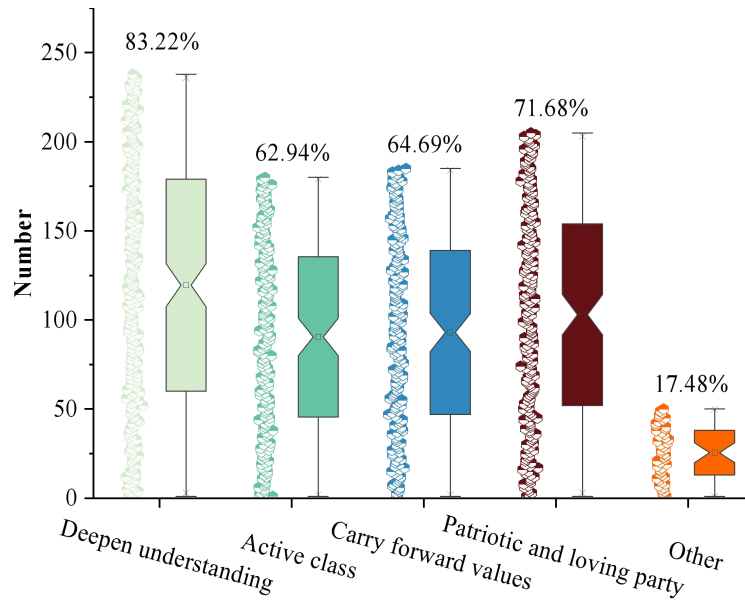 250
200
150
100
50
0
Number
83.22%
62.94%
64.69%
71.68%
17.48%
Deepen understanding
Active class
Carry forward values
Patriotic and loving party
Other